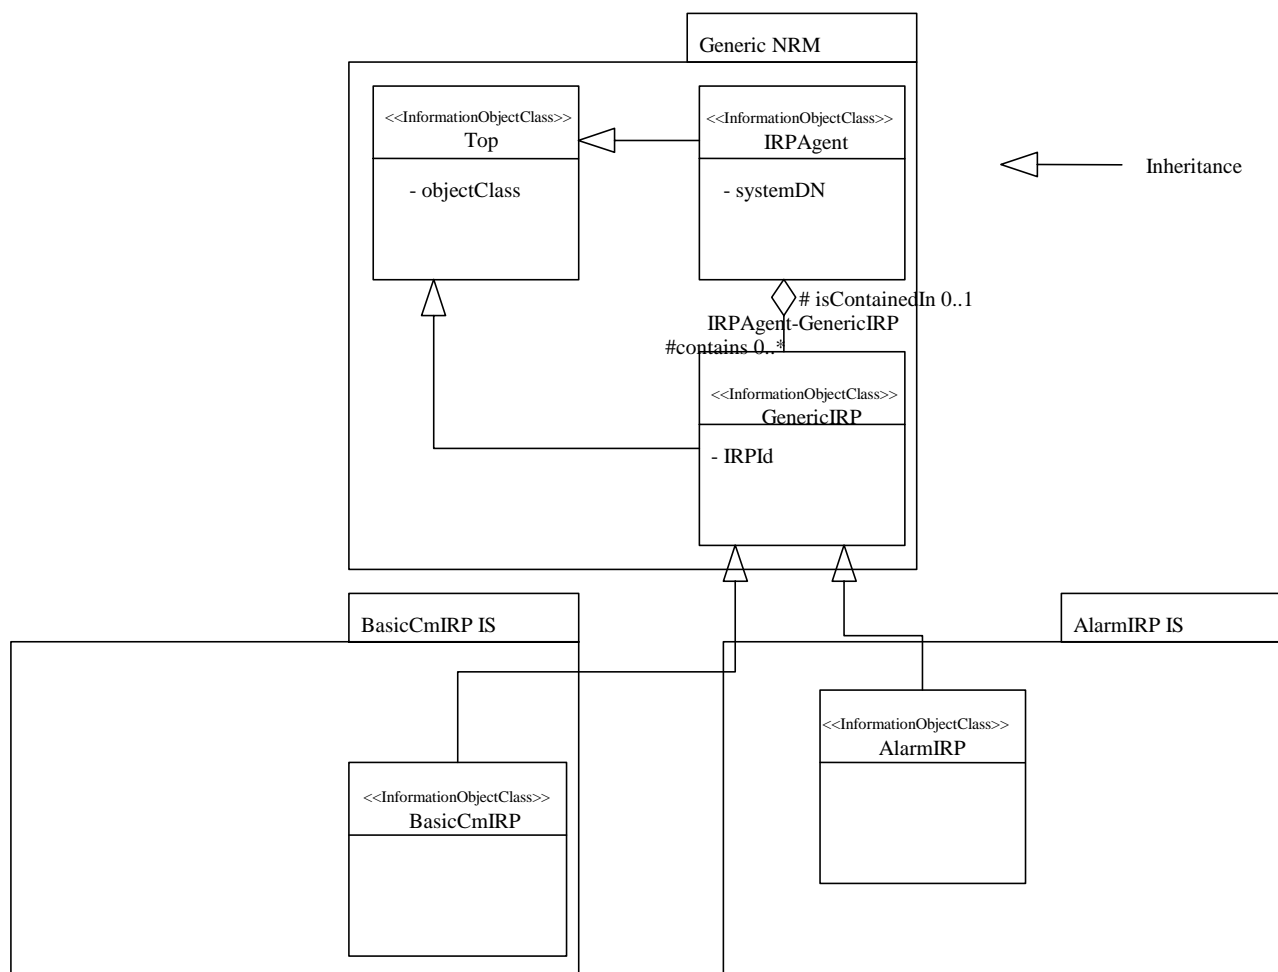 Generic NRM
<<InformationObjectClass>>
Top
- objectClass
<<InformationObjectClass>>
IRPAgent
- systemDN
Inheritance
# isContainedIn 0..1
IRPAgent-GenericIRP
#contains 0..*
<<InformationObjectClass>>
GenericIRP
- IRPId
BasicCmIRP IS
AlarmIRP IS
<<InformationObjectClass>>
AlarmIRP
<<InformationObjectClass>>
BasicCmIRP